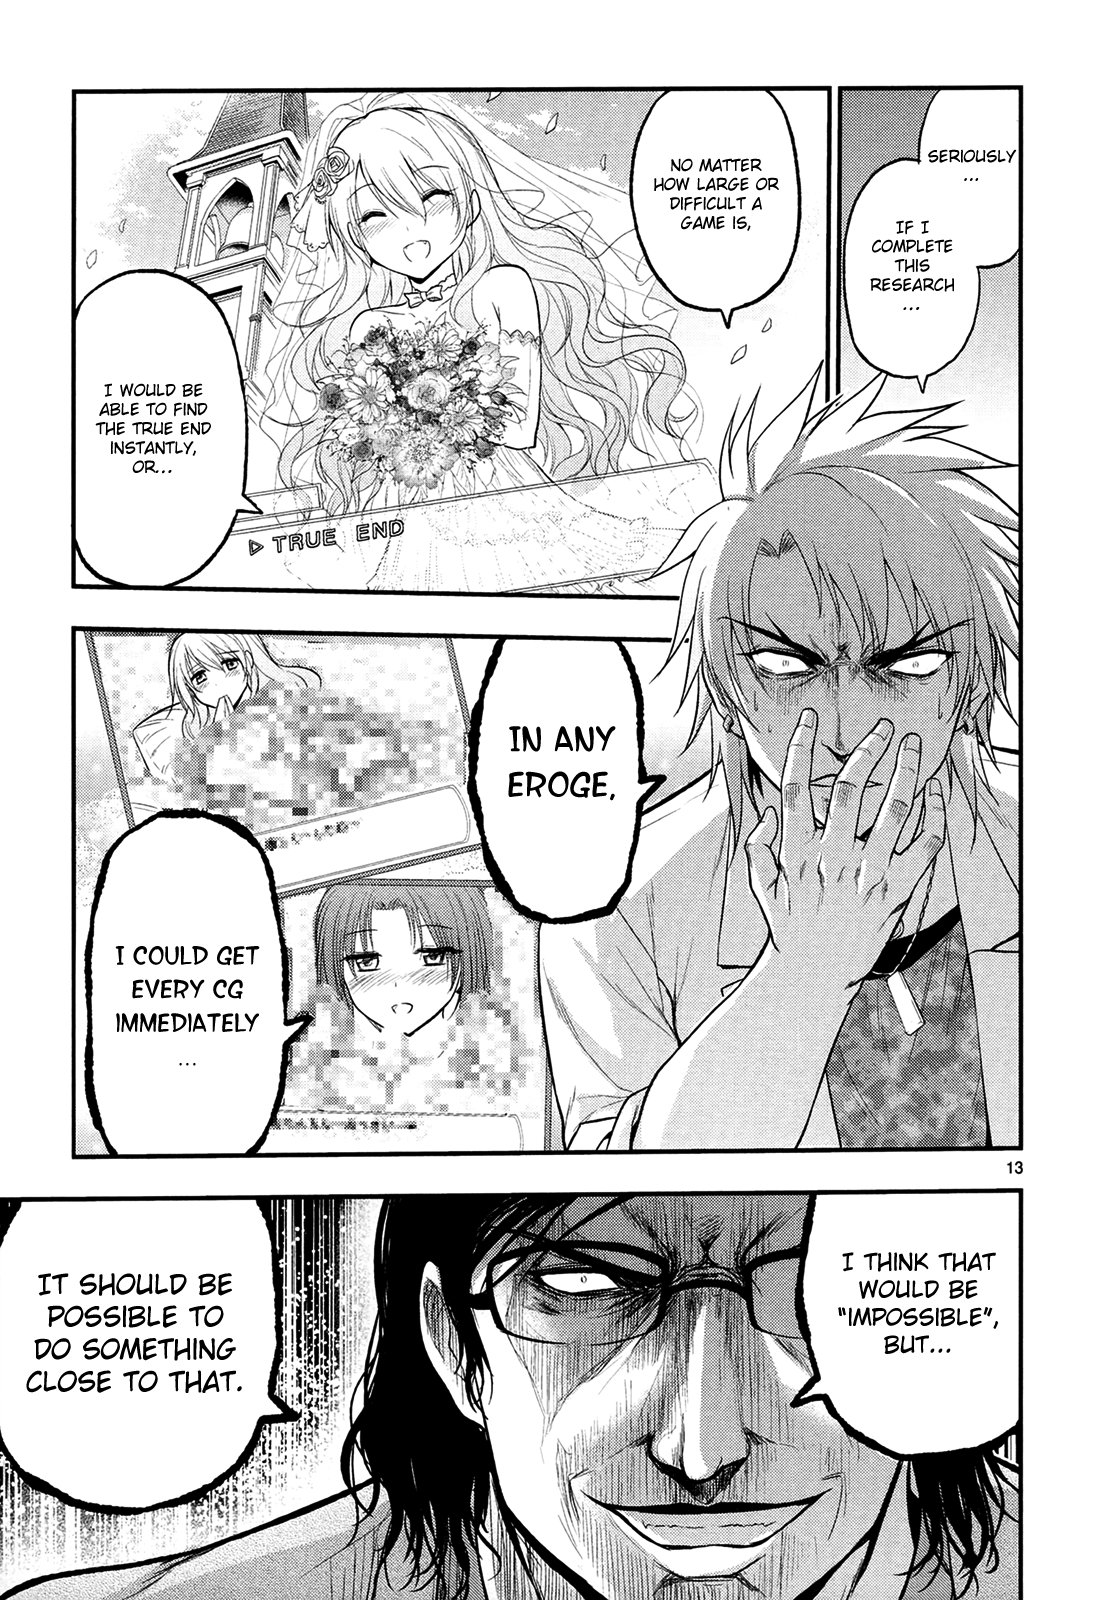 SERIOUSLY
...
IF I
COMPLETE
THIS
RESEARCH
...
NO MATTER
HOW LARGE OR
DIFFICULT A
GAME IS,
I WOULD BE
ABLE TO FIND
THE TRUE END
INSTANTLY,
OR...
▷ TRUE END
IN ANY
EROGE,
I COULD GET
EVERY CG
IMMEDIATELY
...
13
I THINK THAT
WOULD BE
"IMPOSSIBLE",
BUT...
IT SHOULD BE
POSSIBLE TO
DO SOMETHING
CLOSE TO THAT.